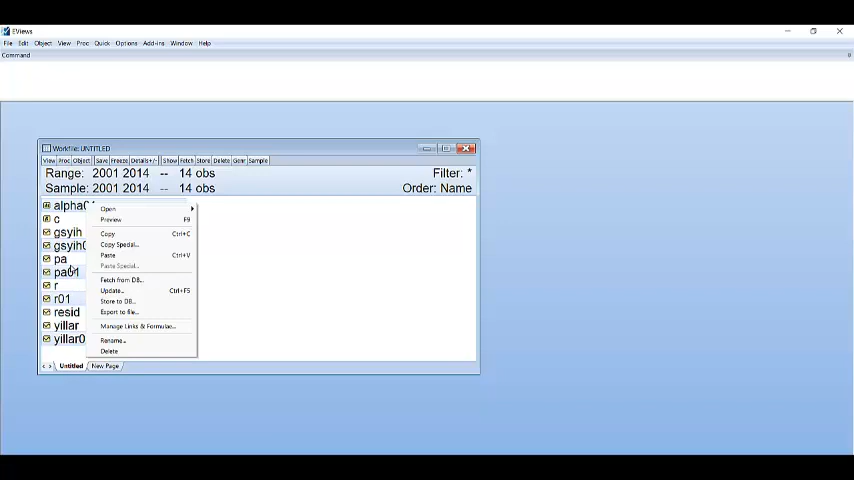 EViews
File Edit Object View Proc Quick Options Add-ins Window Help
Command
Workfile: UNTITLED
View Proc Object Save Freeze Details+/- Show Fetch Store Delete Genr Sample
Range: 2001 2014 -- 14 obs Filter: *
Sample: 2001 2014 -- 14 obs Order: Name
c
gsyih
pa
pa01
r
r01
resid
yillar
Open
Preview F9
Copy Ctrl+C
Copy Special...
Paste Ctrl+V
Paste Special...
Fetch from DB...
Update... Ctrl+F5
Store to DB...
Export to file...
Manage Links & Formulae...
Rename...
Delete
Untitled New Page